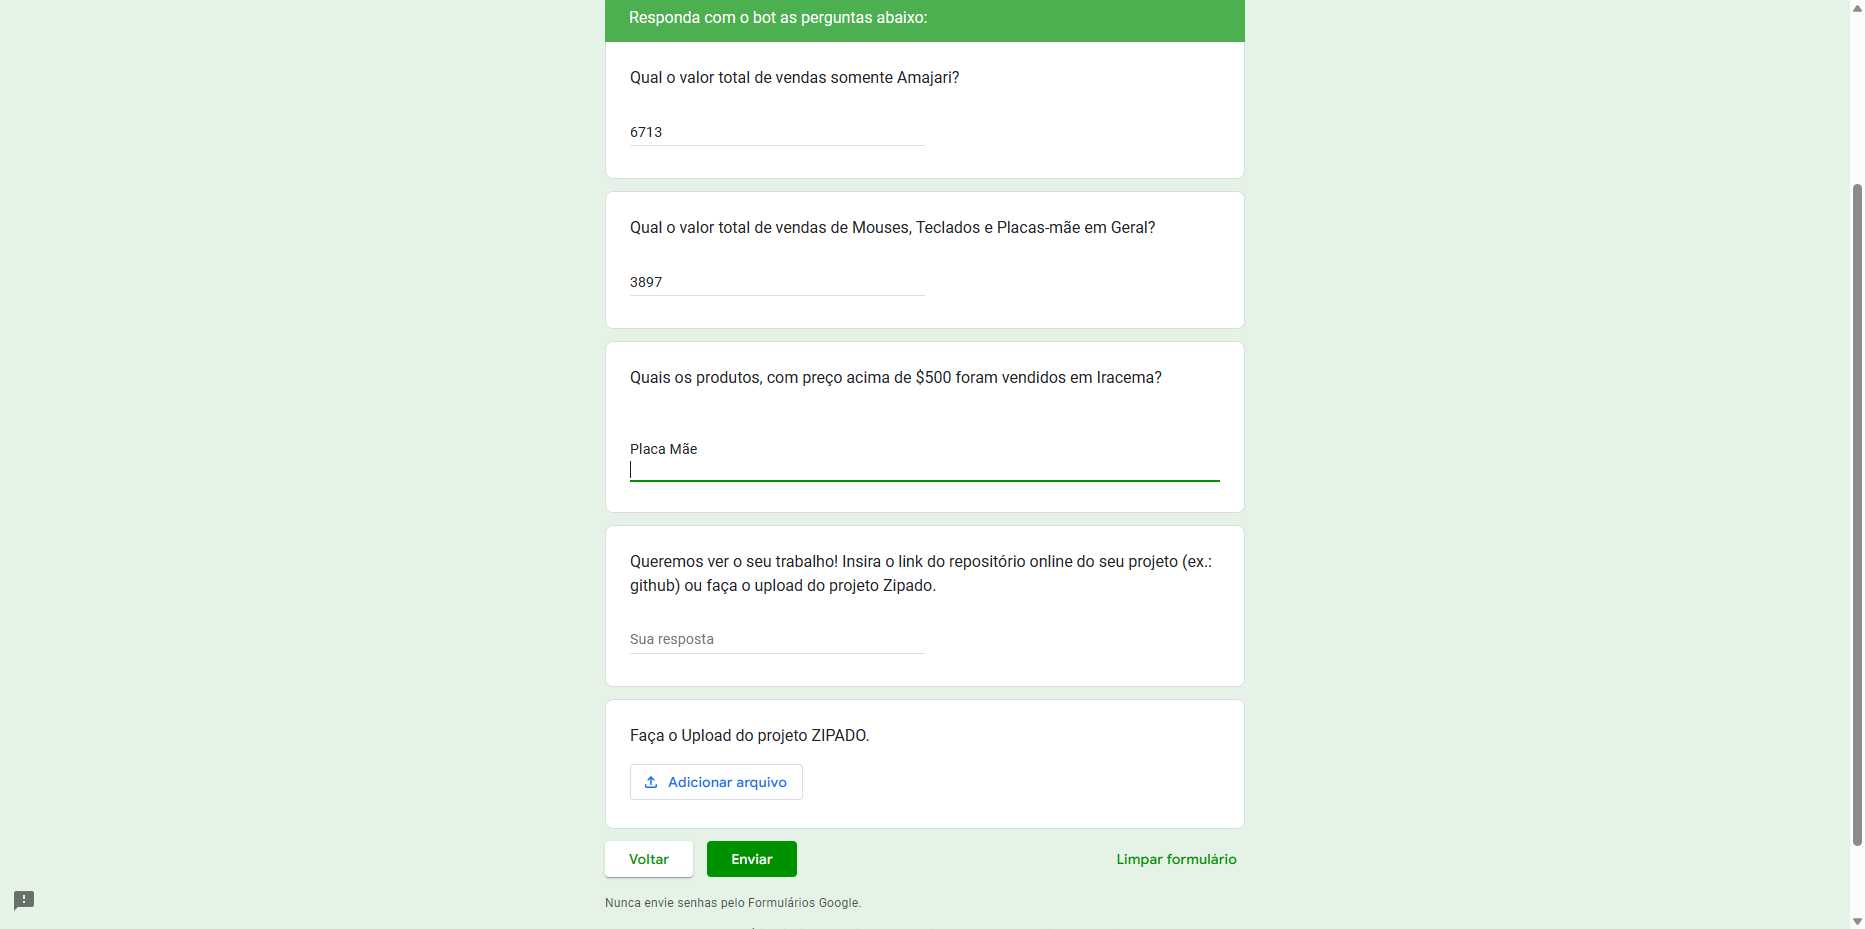 Responda com o bot as perguntas abaixo:
Qual o valor total de vendas somente Amajari?
6713
Qual o valor total de vendas de Mouses, Teclados e Placas-mãe em Geral?
3897
Quais os produtos, com preço acima de $500 foram vendidos em Iracema?
Placa Mãe
Queremos ver o seu trabalho! Insira o link do repositório online do seu projeto (ex.:
github) ou faça o upload do projeto Zipado.
Sua resposta
Faça o Upload do projeto ZIPADO.
Adicionar arquivo
Voltar
Enviar
Limpar formulário
Nunca envie senhas pelo Formulários Google.